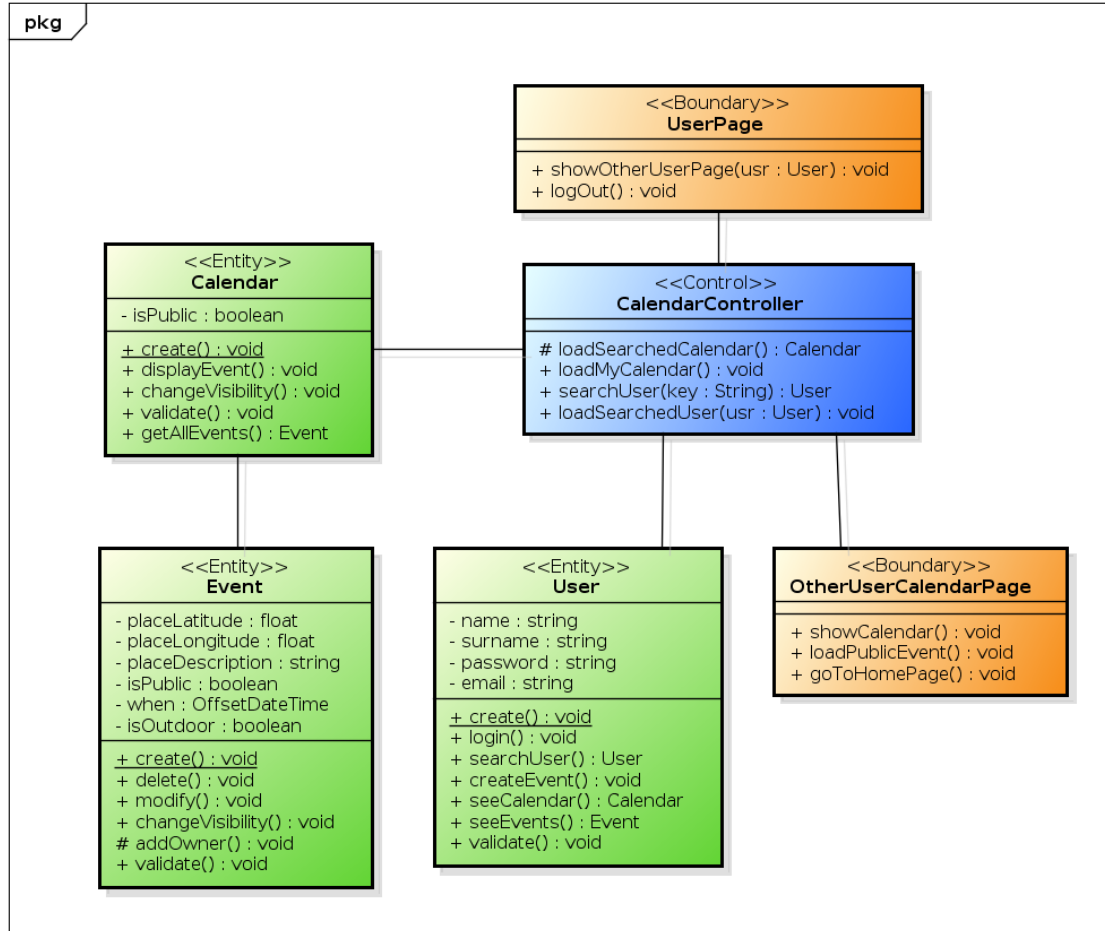 pkg
<<Boundary>>
UserPage
+ showOtherUserPage(usr : User) : void
+ logOut() : void
<<Entity>>
Calendar
- isPublic : boolean
+ create() : void
+ displayEvent() : void
+ changeVisibility() : void
+ validate() : void
+ getAllEvents() : Event
<<Control>>
CalendarController
# loadSearchedCalendar() : Calendar
+ loadMyCalendar() : void
+ searchUser(key : String) : User
+ loadSearchedUser(usr : User) : void
<<Entity>>
Event
- placeLatitude : float
- placeLongitude : float
- placeDescription : string
- isPublic : boolean
- when : OffsetDateTime
- isOutdoor : boolean
+ create() : void
+ delete() : void
+ modify() : void
+ changeVisibility() : void
# addOwner() : void
+ validate() : void
<<Entity>>
User
- name : string
- surname : string
- password : string
- email : string
+ create() : void
+ login() : void
+ searchUser() : User
+ createEvent() : void
+ seeCalendar() : Calendar
+ seeEvents() : Event
+ validate() : void
<<Boundary>>
OtherUserCalendarPage
+ showCalendar() : void
+ loadPublicEvent() : void
+ goToHomePage() : void